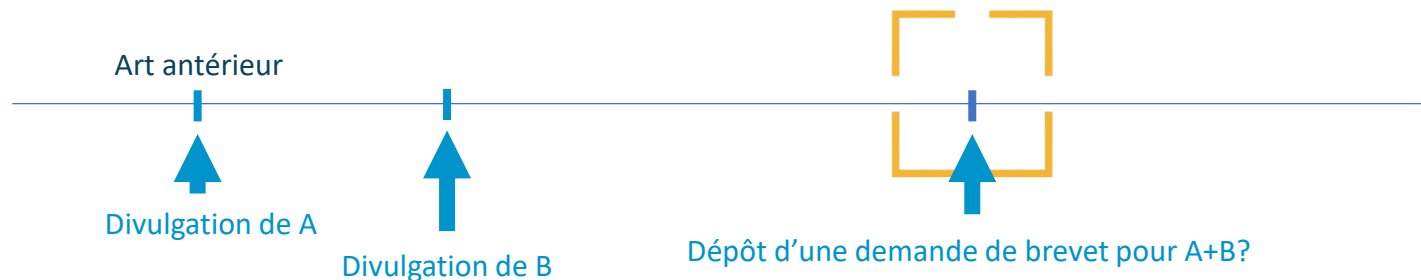 Art antérieur
Divulgation de A
Divulgation de B
Dépôt d’une demande de brevet pour A+B?